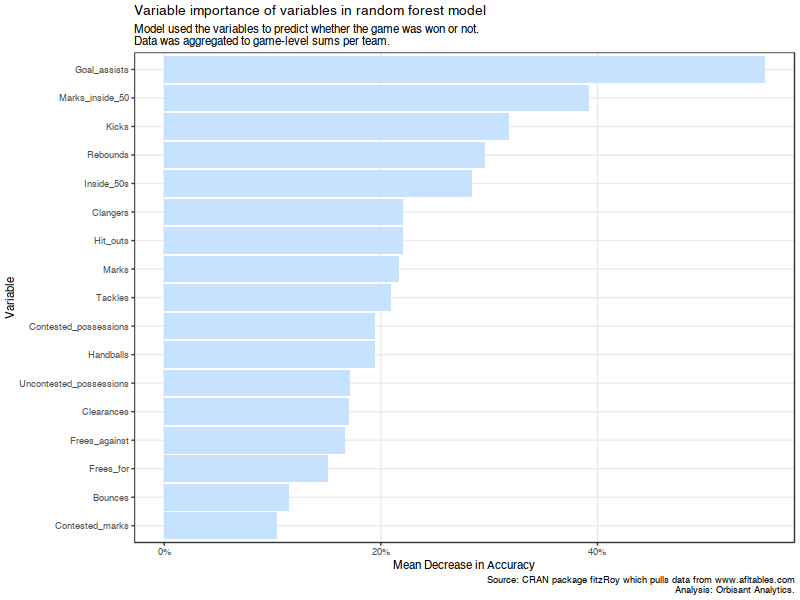 Variable importance of variables in random forest model
Model used the variables to predict whether the game was won or not.
Data was aggregated to game-level sums per team.
Variable
Goal_assists
Marks_inside_50
Kicks
Rebounds
Inside_50s
Clangers
Hit_outs
Marks
Tackles
Contested_possessions
Handballs
Uncontested_possessions
Clearances
Frees_against
Frees_for
Bounces
Contested_marks
0%
20%
40%
Mean Decrease in Accuracy
Source: CRAN package fitzRoy which pulls data from www.afltables.com
Analysis: Orbisant Analytics.